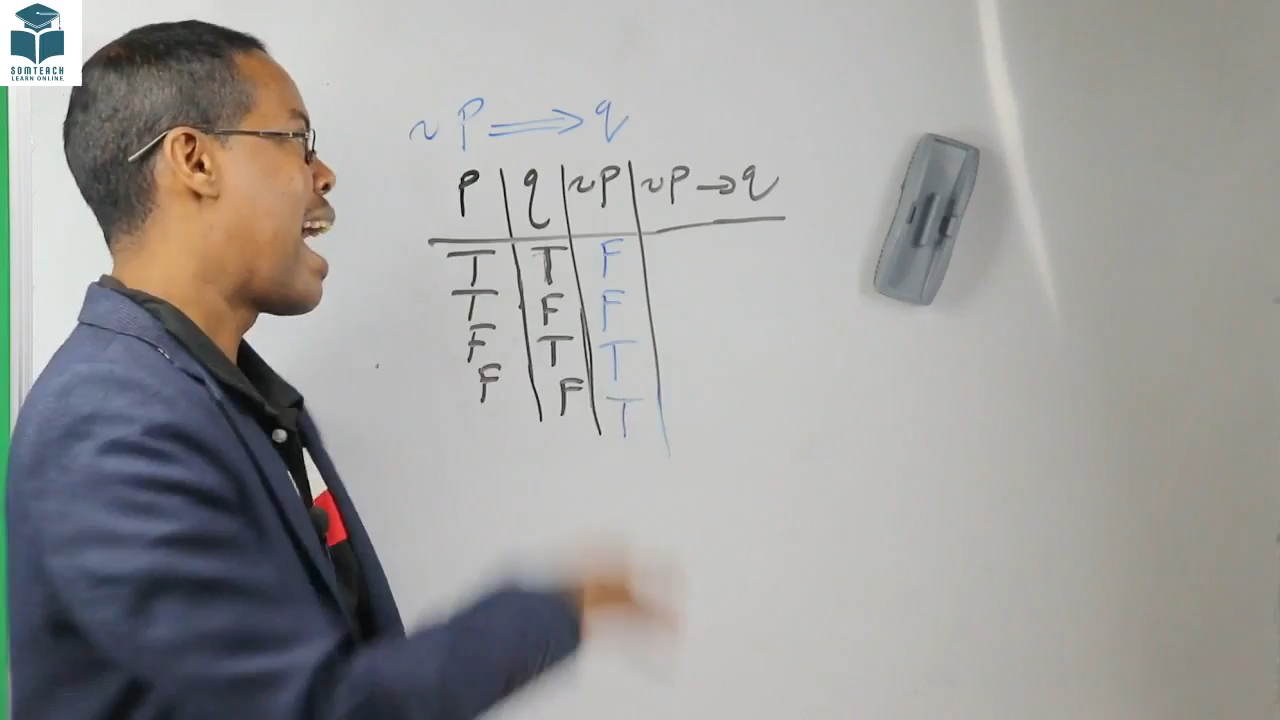 SOMTEACH
LEARN ONLINE
~P ⟹ q
P q ~P ~P → q
T T F
T F F
F T T
F F T